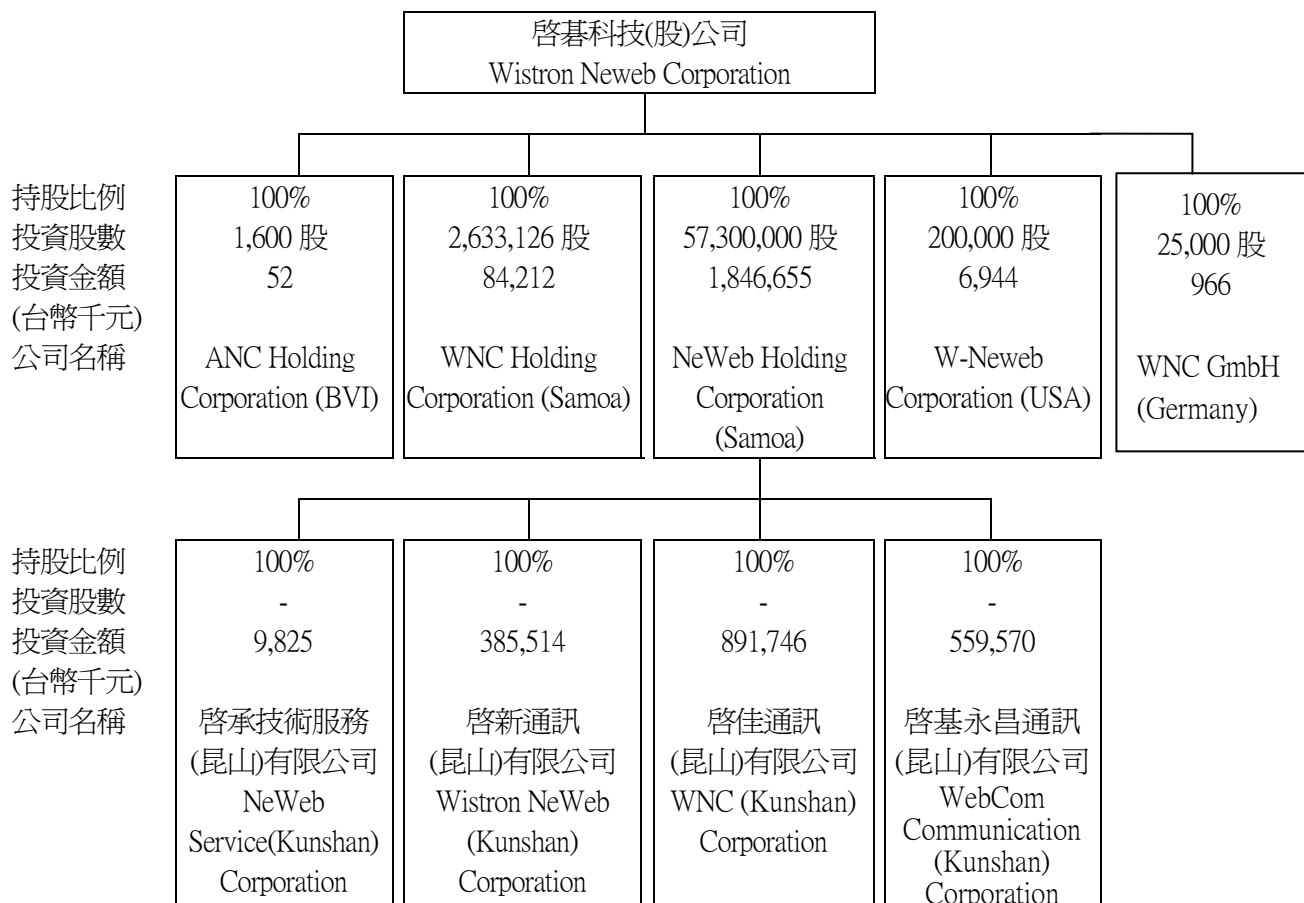 啓碁科技(股)公司
Wistron Neweb Corporation
持股比例 100% 100% 100% 100% 100%
投資股數 1,600 股 2,633,126 股 57,300,000 股 200,000 股 25,000 股
投資金額 52 84,212 1,846,655 6,944 966
(台幣千元)
公司名稱 ANC Holding WNC Holding NeWeb Holding W-Neweb WNC GmbH
Corporation (BVI) Corporation (Samoa) Corporation Corporation (USA) (Germany)
(Samoa)
持股比例 100% 100% 100% 100%
投資股數 - - - -
投資金額 9,825 385,514 891,746 559,570
(台幣千元)
公司名稱 啓承技術服務 啓新通訊 啓佳通訊 啓基永昌通訊
(昆山)有限公司 (昆山)有限公司 (昆山)有限公司 (昆山)有限公司
NeWeb Wistron NeWeb WNC (Kunshan) WebCom
Service(Kunshan) (Kunshan) Corporation Communication
Corporation Corporation (Kunshan)
Corporation